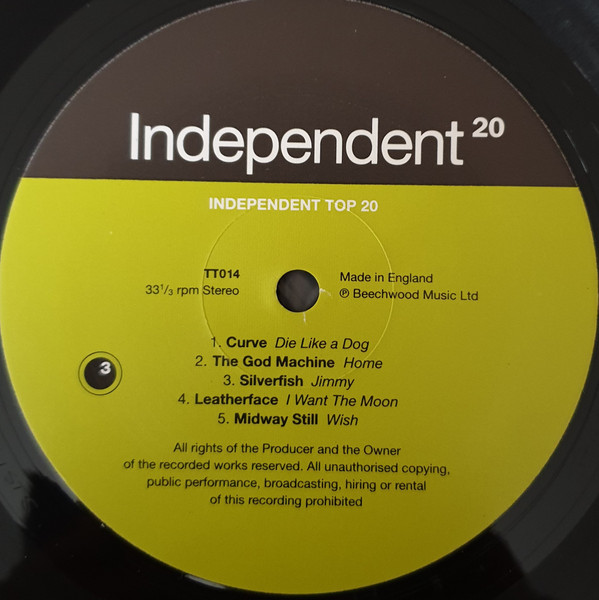 Independent 20
INDEPENDENT TOP 20
TT014
33 1/3 rpm Stereo
Made in England
℗ Beechwood Music Ltd
3
1. Curve Die Like a Dog
2. The God Machine Home
3. Silverfish Jimmy
4. Leatherface I Want The Moon
5. Midway Still Wish
All rights of the Producer and the Owner
of the recorded works reserved. All unauthorised copying,
public performance, broadcasting, hiring or rental
of this recording prohibited